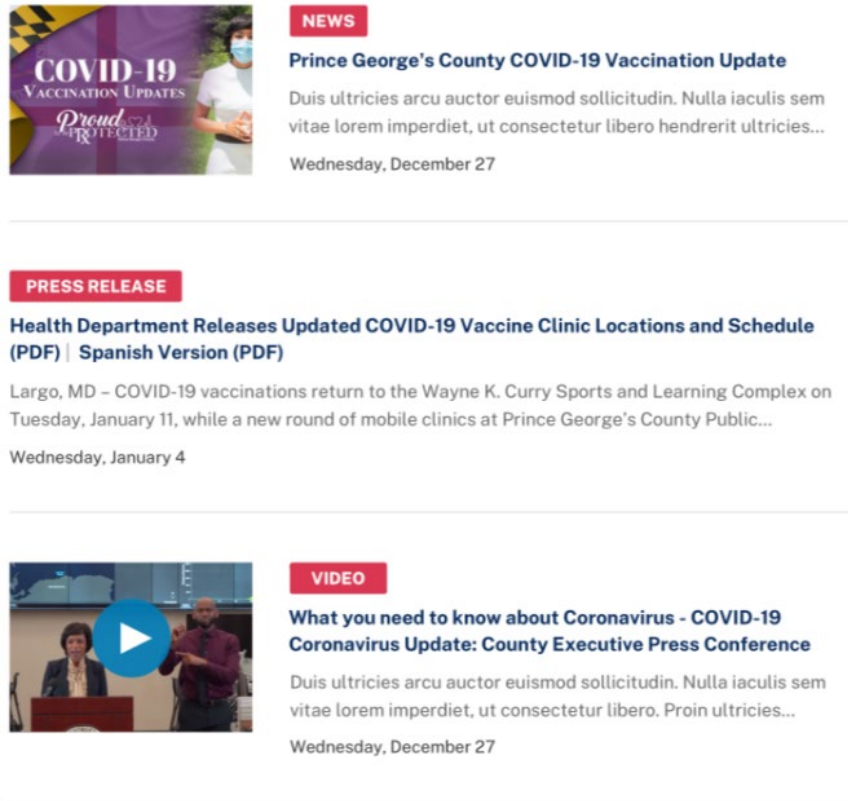 COVID-19
VACCINATION UPDATES
Proud
PROTECTED
NEWS
Prince George's County COVID-19 Vaccination Update
Duis ultricies arcu auctor euismod sollicitudin. Nulla iaculis sem
vitae lorem imperdiet, ut consectetur libero hendrerit ultricies...
Wednesday, December 27
PRESS RELEASE
Health Department Releases Updated COVID-19 Vaccine Clinic Locations and Schedule
(PDF) | Spanish Version (PDF)
Largo, MD – COVID-19 vaccinations return to the Wayne K. Curry Sports and Learning Complex on
Tuesday, January 11, while a new round of mobile clinics at Prince George's County Public...
Wednesday, January 4
VIDEO
What you need to know about Coronavirus - COVID-19
Coronavirus Update: County Executive Press Conference
Duis ultricies arcu auctor euismod sollicitudin. Nulla iaculis sem
vitae lorem imperdiet, ut consectetur libero. Proin ultricies...
Wednesday, December 27